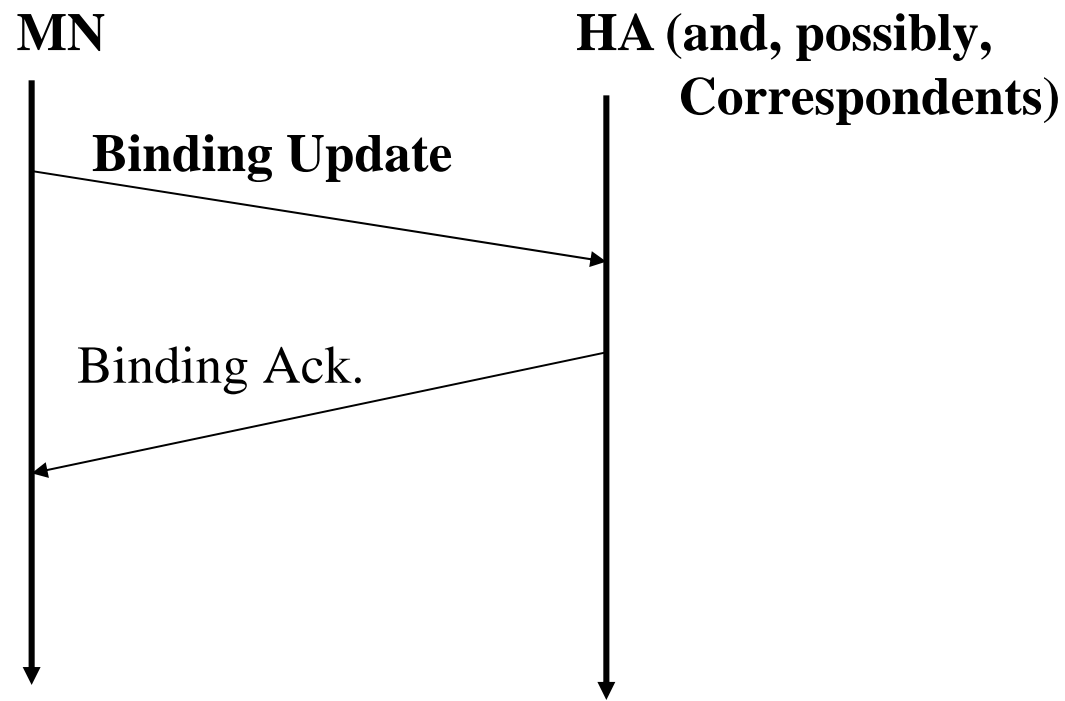 MN
HA (and, possibly,
Correspondents)
Binding Update
Binding Ack.